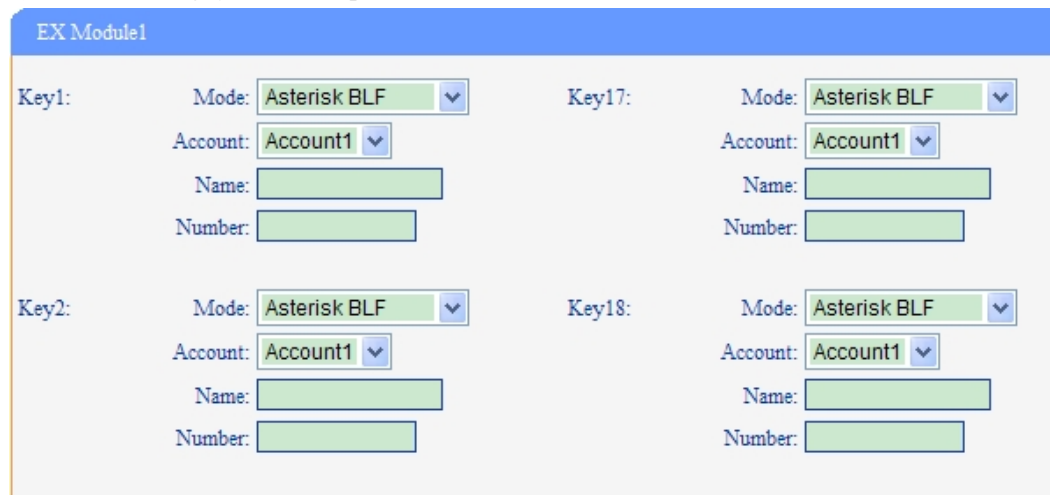 EX Module1
Key1: Mode: Asterisk BLF Key17: Mode: Asterisk BLF
Account: Account1 Account: Account1
Name: Name:
Number: Number:
Key2: Mode: Asterisk BLF Key18: Mode: Asterisk BLF
Account: Account1 Account: Account1
Name: Name:
Number: Number: